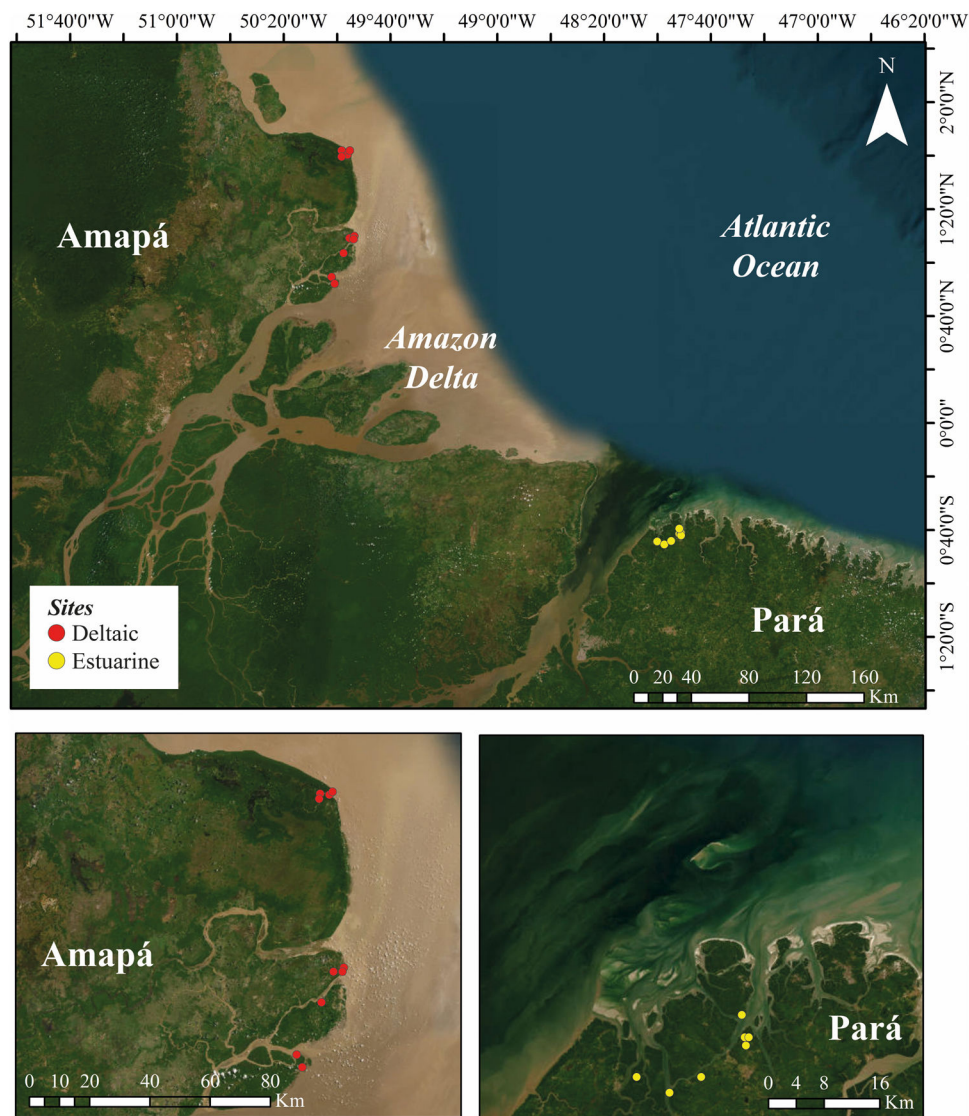 51°40'0"W 51°0'0"W 50°20'0"W 49°40'0"W 49°0'0"W 48°20'0"W 47°40'0"W 47°0'0"W 46°20'0"W
N
2°0'0"N
1°20'0"N
0°40'0"N
0°0'0"
0°40'0"S
1°20'0"S
Amapá
Atlantic
Ocean
Amazon
Delta
Pará
Sites
Deltaic
Estuarine
0 20 40 80 120 160
Km
Amapá
0 10 20 40 60 80
Km
Pará
0 4 8 16
Km